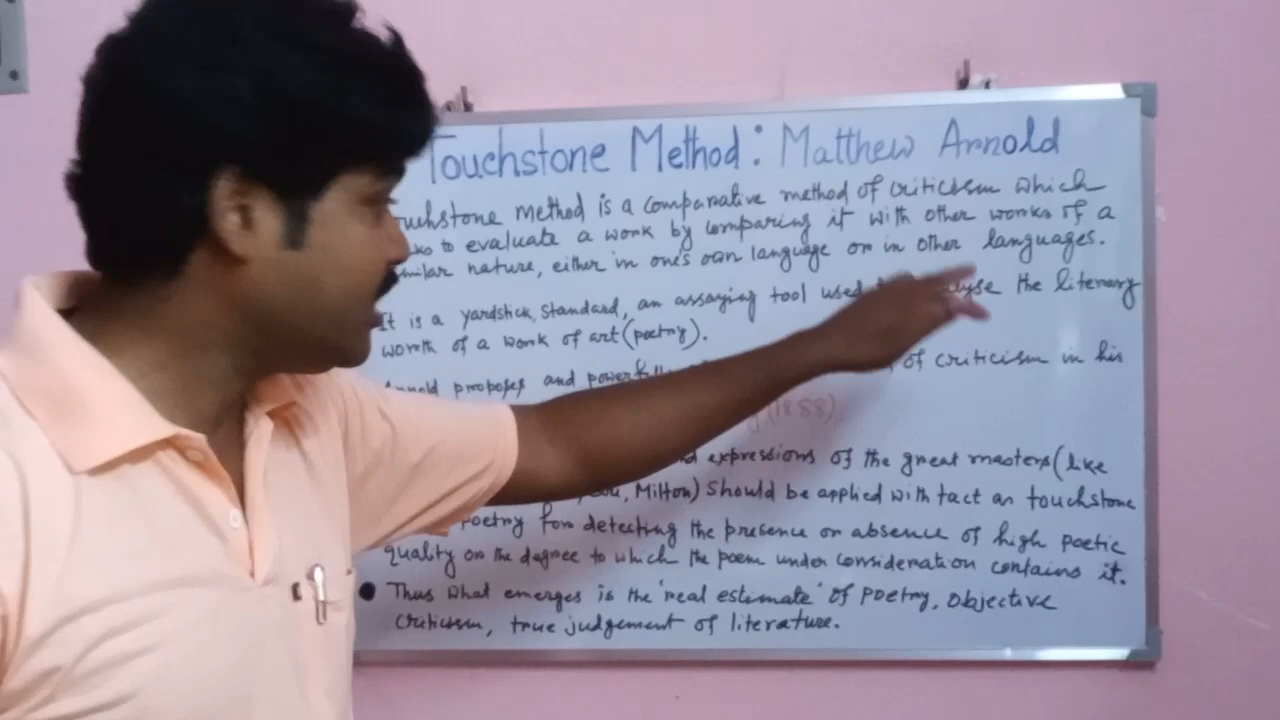 Touchstone Method: Matthew Arnold
Touchstone Method is a comparative method of criticism which
to evaluate a work by comparing it with other works of a
similar nature, either in one's own language or in other languages.
It is a yardstick, Standard, an assaying tool used the literary
worth of a work of art (poetry).
Arnold proposes and of criticism in his
(1888).
expressions of the great masters (like
Milton) Should be applied with tact as touchstone
poetry for detecting the presence or absence of high poetic
quality or the degree to which the poem under consideration contains it.
• Thus what emerges is the 'real estimate' of poetry, objective
criticism, true judgement of literature.